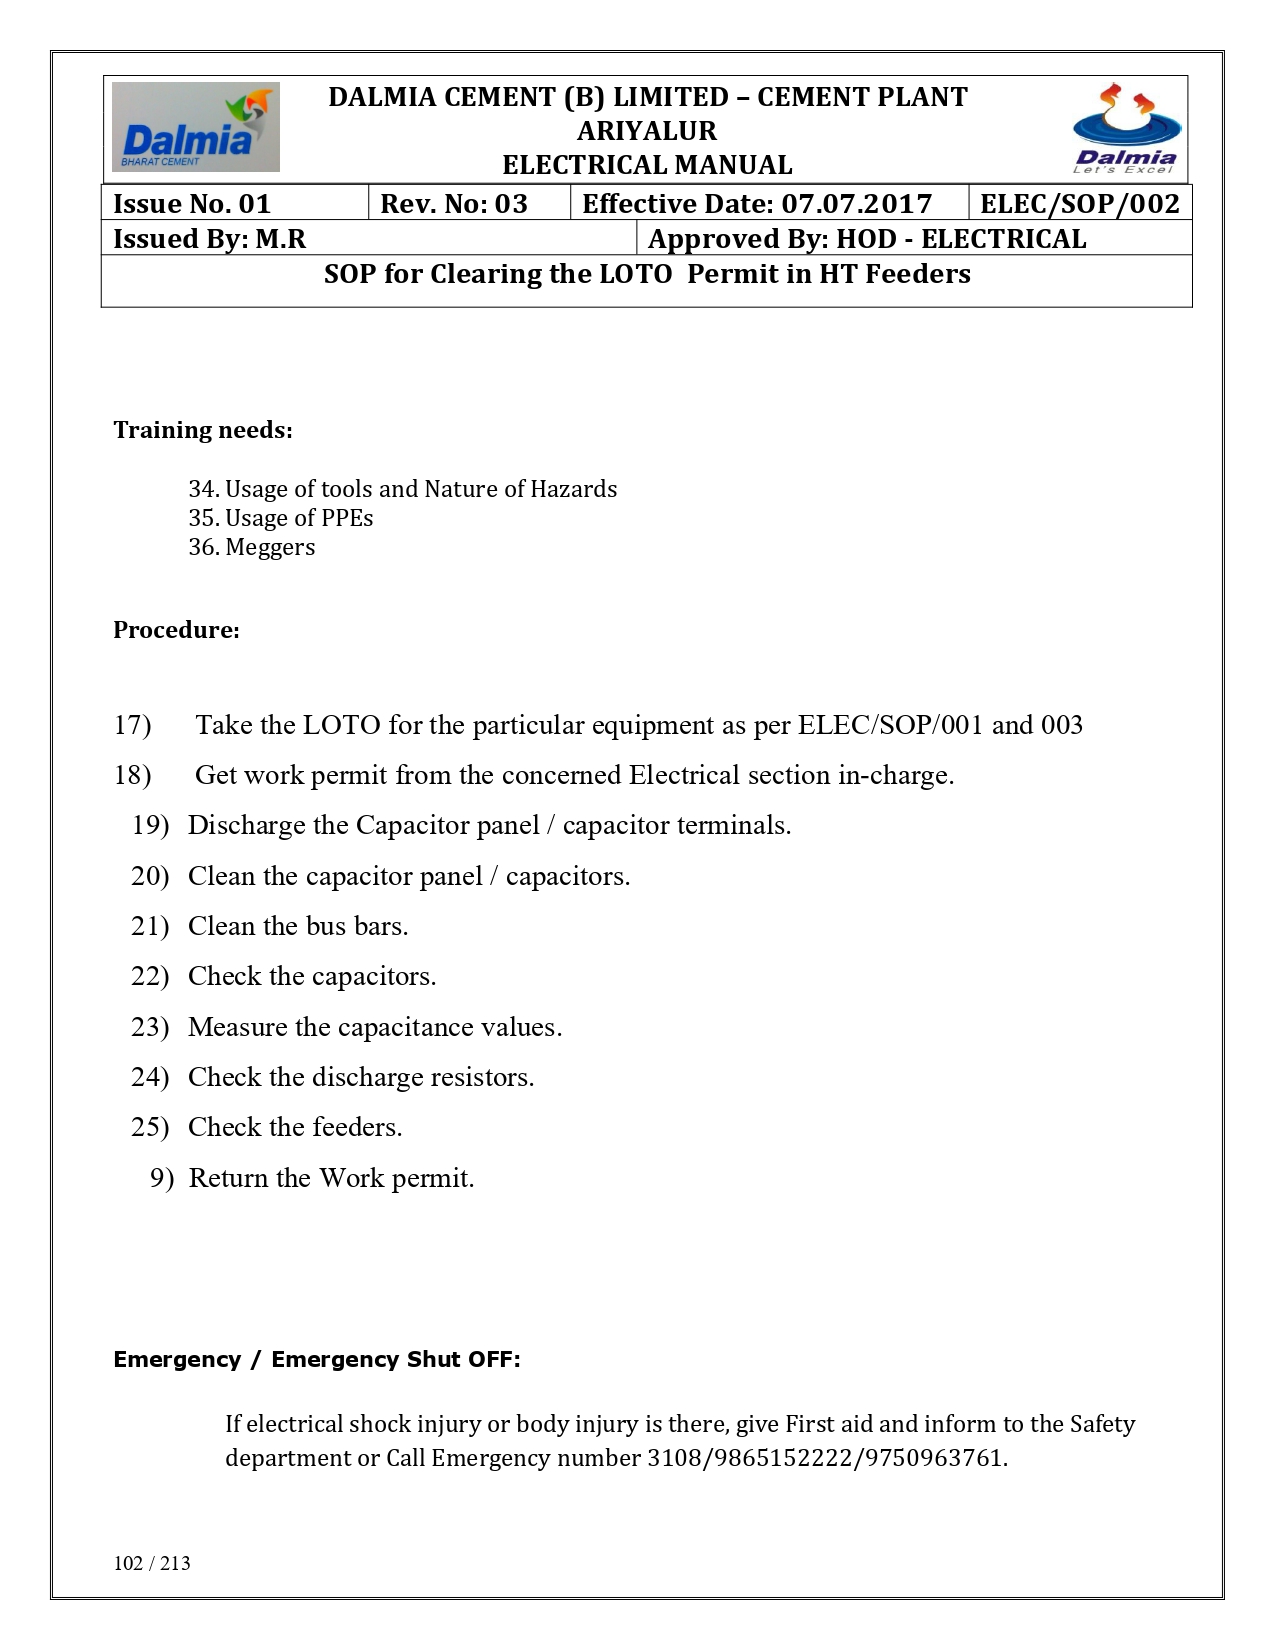 Dalmia
BHARAT CEMENT
DALMIA CEMENT (B) LIMITED – CEMENT PLANT
ARIYALUR
ELECTRICAL MANUAL
Dalmia
Let's Excel
Issue No. 01 Rev. No: 03 Effective Date: 07.07.2017 ELEC/SOP/002
Issued By: M.R Approved By: HOD - ELECTRICAL
SOP for Clearing the LOTO  Permit in HT Feeders
Training needs:
34. Usage of tools and Nature of Hazards
35. Usage of PPEs
36. Meggers
Procedure:
17) Take the LOTO for the particular equipment as per ELEC/SOP/001 and 003
18) Get work permit from the concerned Electrical section in-charge.
19) Discharge the Capacitor panel / capacitor terminals.
20) Clean the capacitor panel / capacitors.
21) Clean the bus bars.
22) Check the capacitors.
23) Measure the capacitance values.
24) Check the discharge resistors.
25) Check the feeders.
9) Return the Work permit.
Emergency / Emergency Shut OFF:
If electrical shock injury or body injury is there, give First aid and inform to the Safety
department or Call Emergency number 3108/9865152222/9750963761.
102 / 213